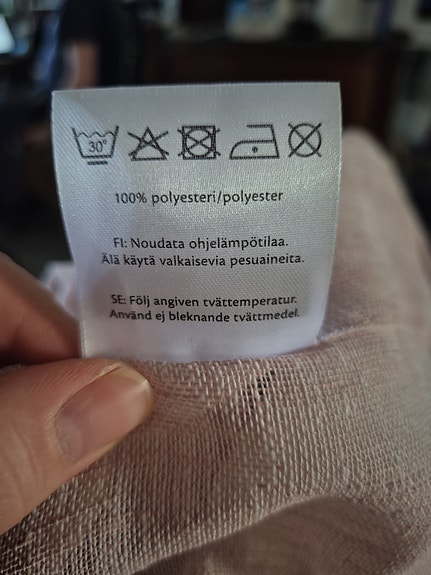 30°
100% polyesteri/polyester
FI: Noudata ohjelämpötilaa.
Älä käytä valkaisevia pesuaineita.
SE: Följ angiven tvättemperatur.
Använd ej bleknande tvättmedel.